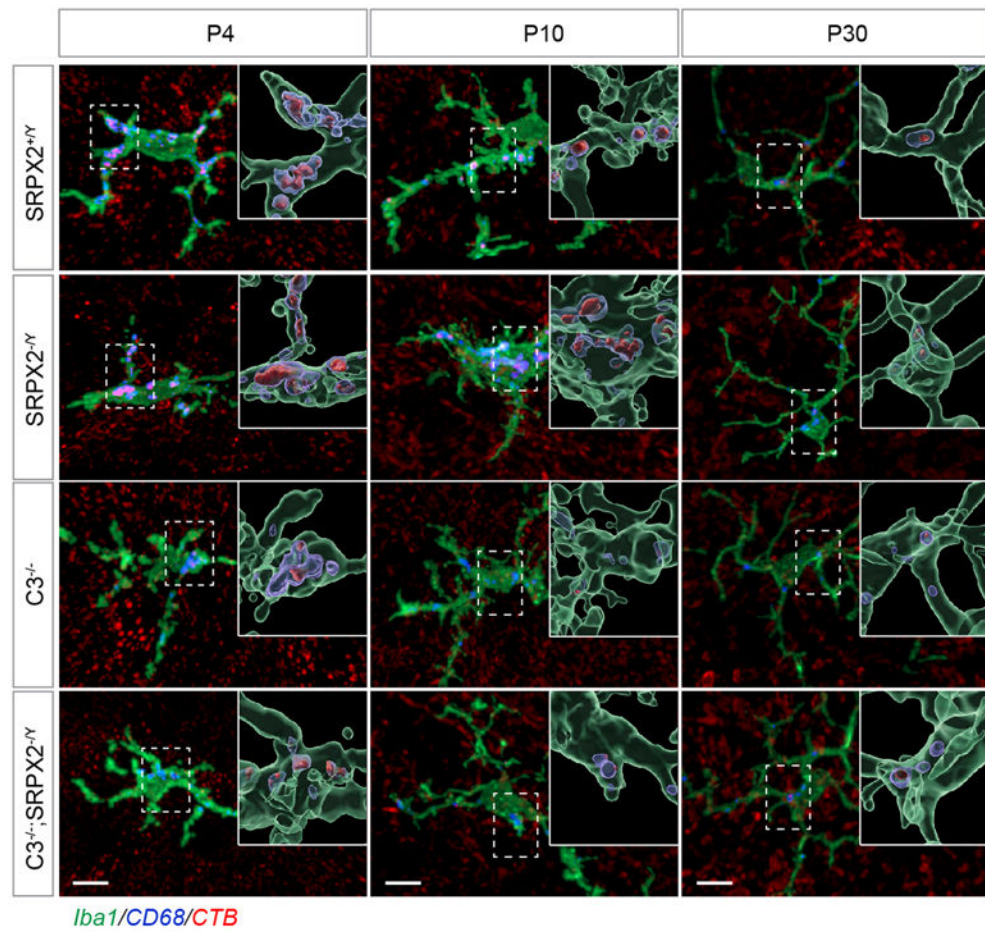 P4 P10 P30
SRPX2+/Y
SRPX2-/Y
C3-/-
C3-/-;SRPX2-/Y
Iba1/CD68/CTB